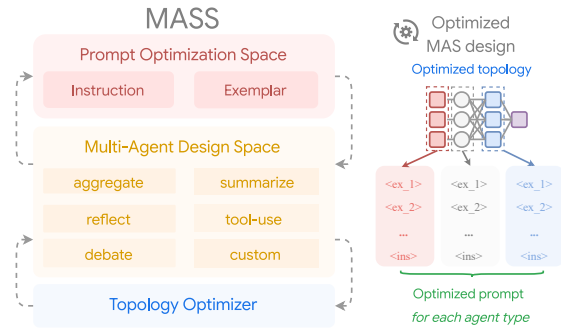 MASS
Prompt Optimization Space
Instruction
Exemplar
Multi-Agent Design Space
aggregate
summarize
reflect
tool-use
debate
custom
Topology Optimizer
Optimized
MAS design
Optimized topology
<ex_1>
<ex_2>
...
<ins>
<ex_1>
<ex_2>
...
<ins>
<ex_1>
<ex_2>
...
<ins>
Optimized prompt
for each agent type